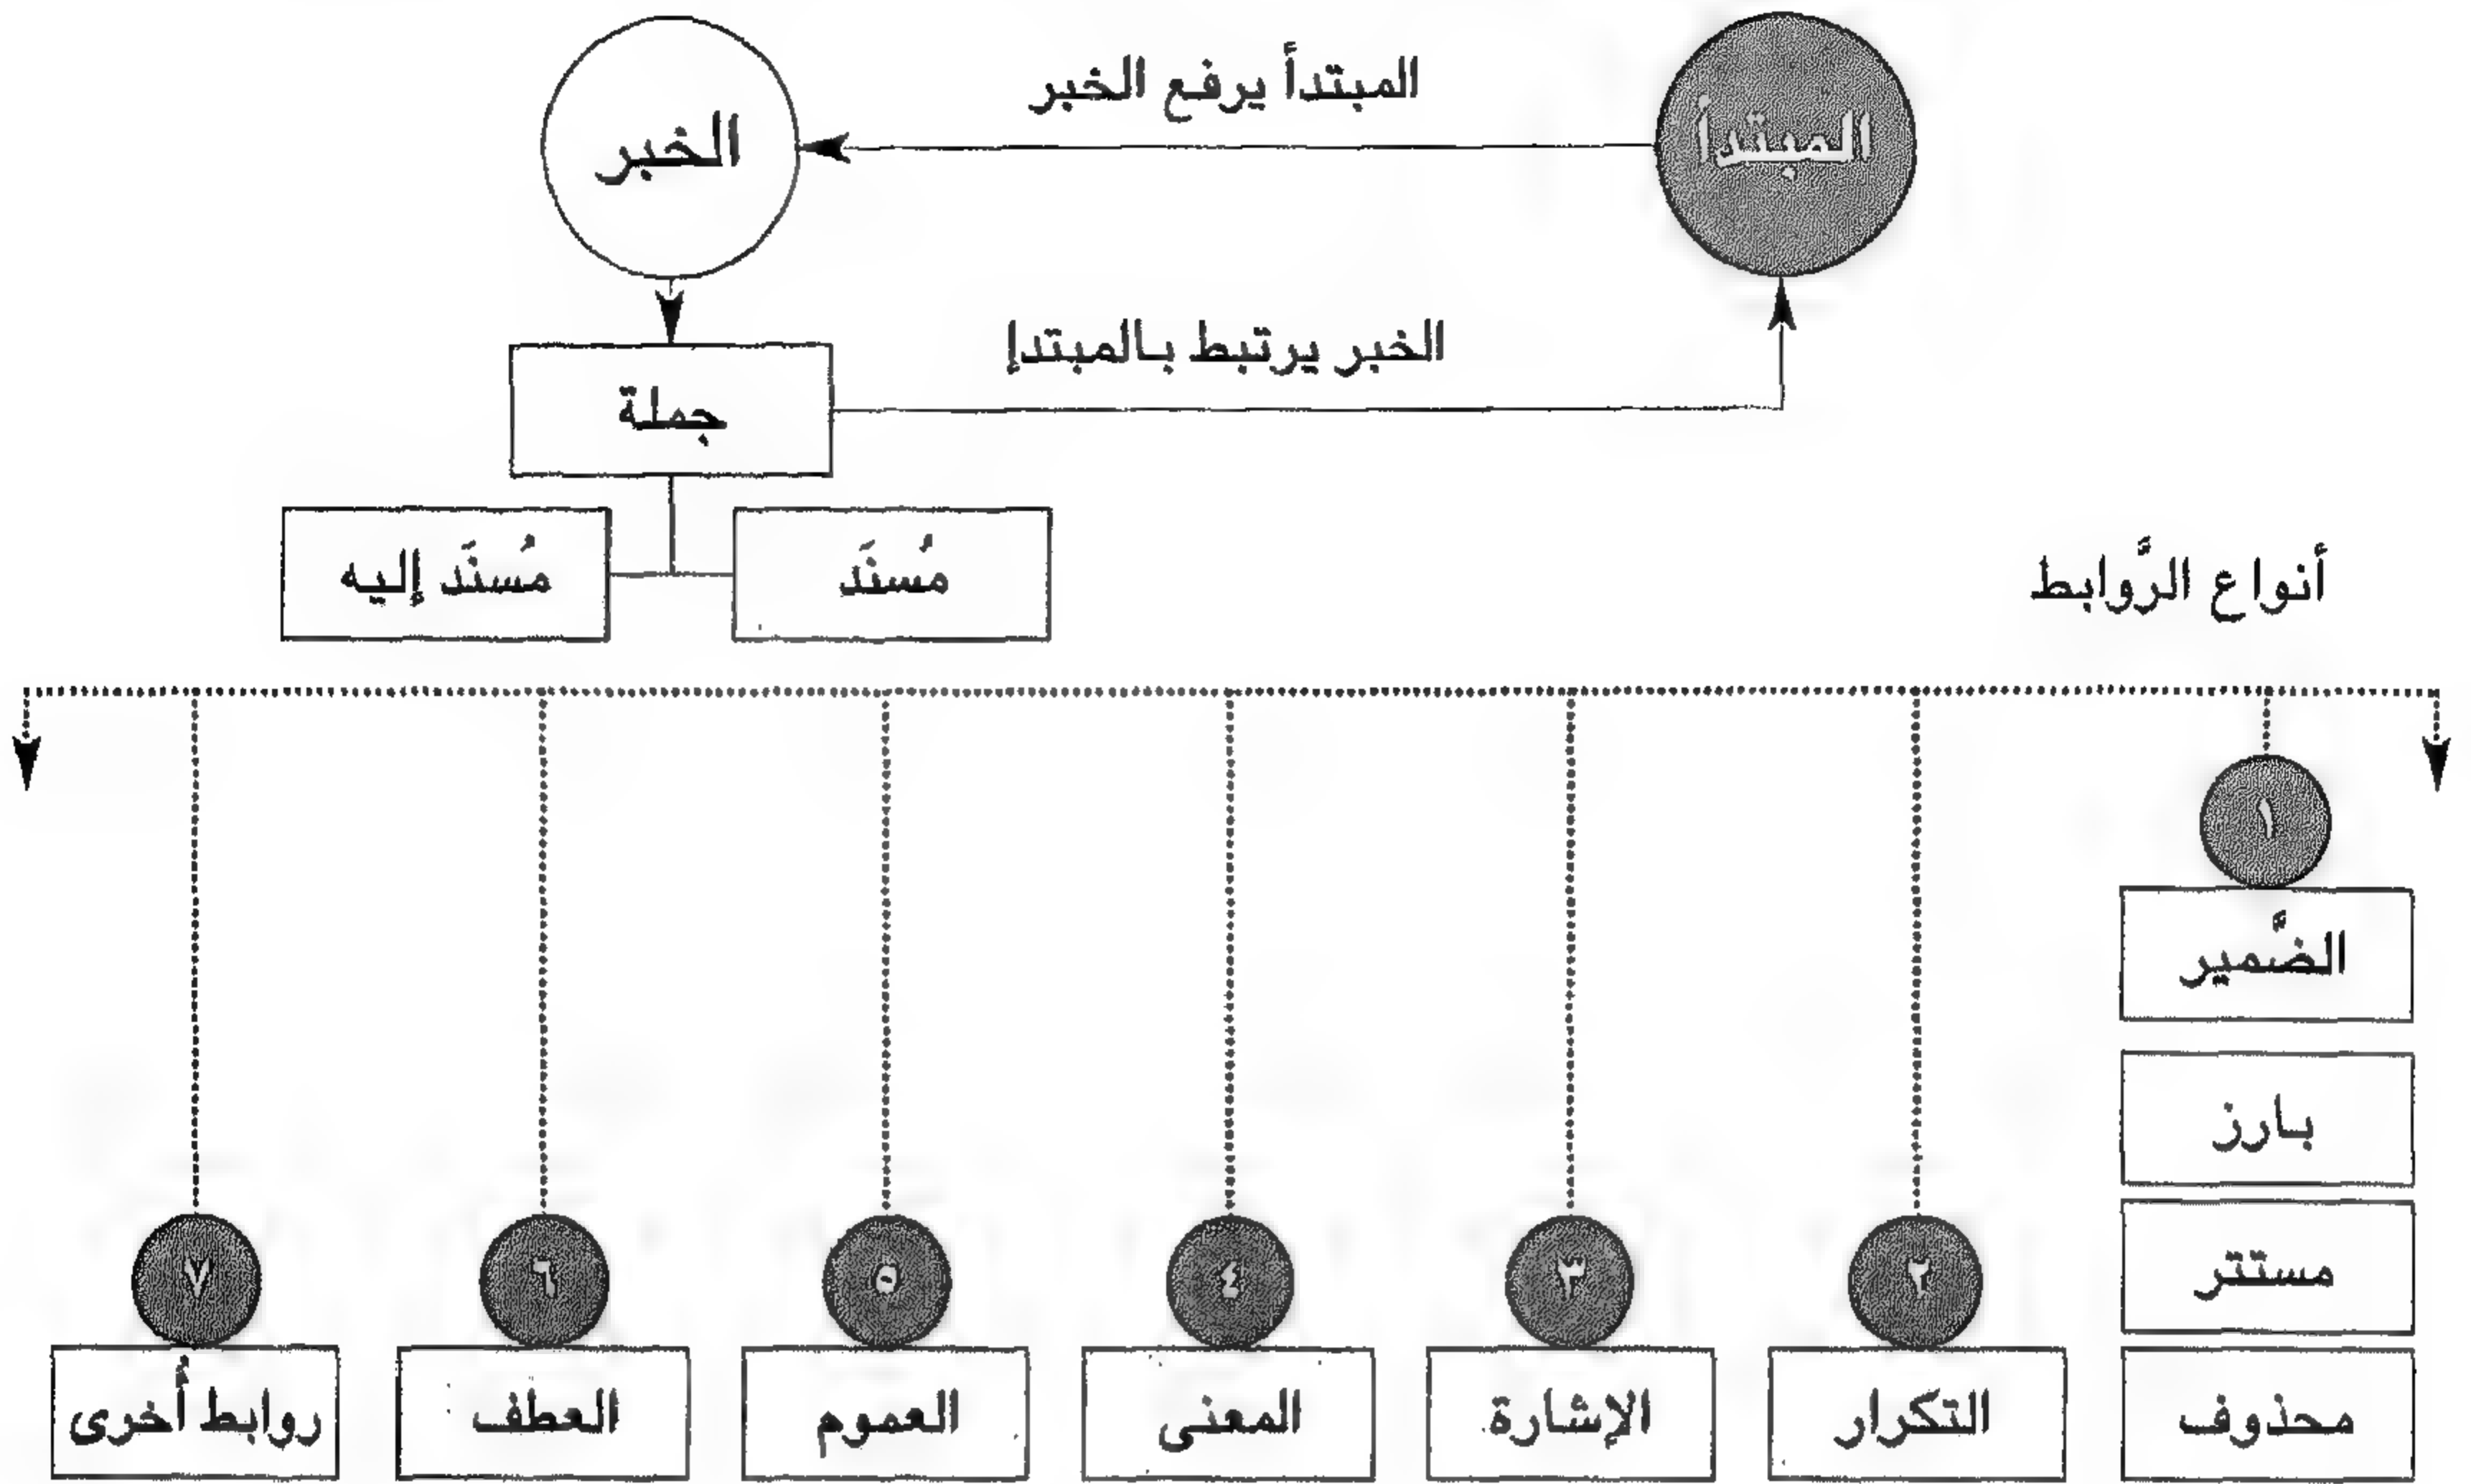 المبتدأ
المبتدأ يرفع الخبر
الخبر
الخبر يرتبط بالمبتدإ
جملة
مُسنَد
مُسنَد إليه
أنواع الرَّوابط
١
الضَّمير
بارز
مستتر
محذوف
٢
التكرار
٣
الإشارة
٤
المعنى
٥
العموم
٦
العطف
٧
روابط أُخرى